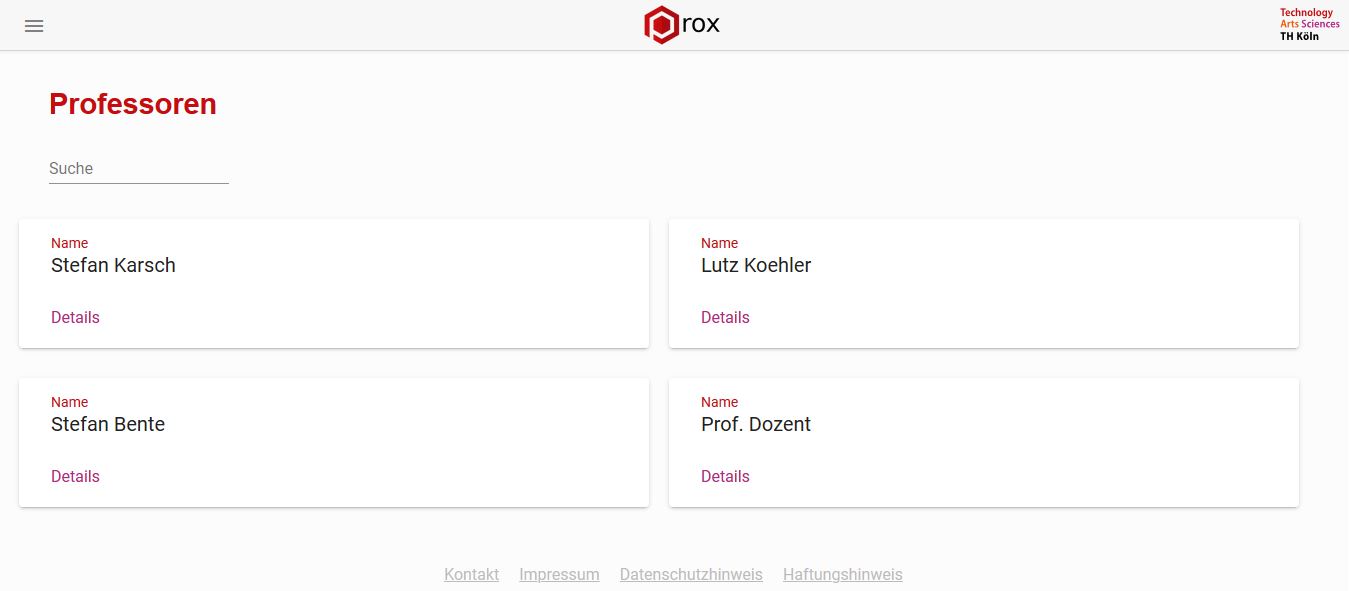 rox
Technology
Arts Sciences
TH Köln
Professoren
Suche
Name
Stefan Karsch
Details
Name
Lutz Koehler
Details
Name
Stefan Bente
Details
Name
Prof. Dozent
Details
Kontakt Impressum Datenschutzhinweis Haftungshinweis